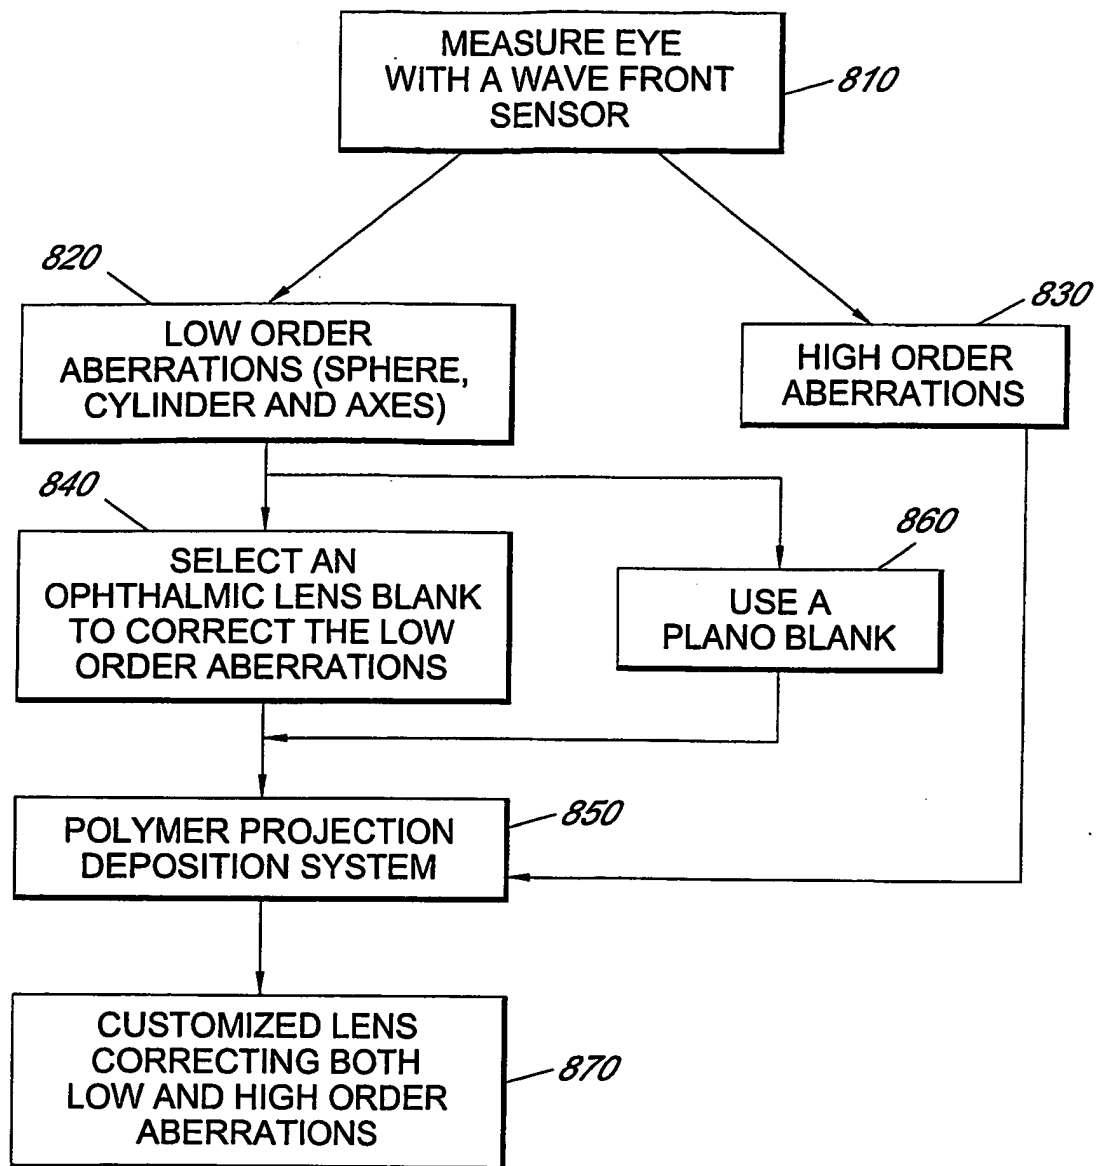 MEASURE EYE
WITH A WAVE FRONT
SENSOR
810
820
LOW ORDER
ABERRATIONS (SPHERE,
CYLINDER AND AXES)
830
HIGH ORDER
ABERRATIONS
840
SELECT AN
OPHTHALMIC LENS BLANK
TO CORRECT THE LOW
ORDER ABERRATIONS
860
USE A
PLANO BLANK
POLYMER PROJECTION
DEPOSITION SYSTEM
850
CUSTOMIZED LENS
CORRECTING BOTH
LOW AND HIGH ORDER
ABERRATIONS
870